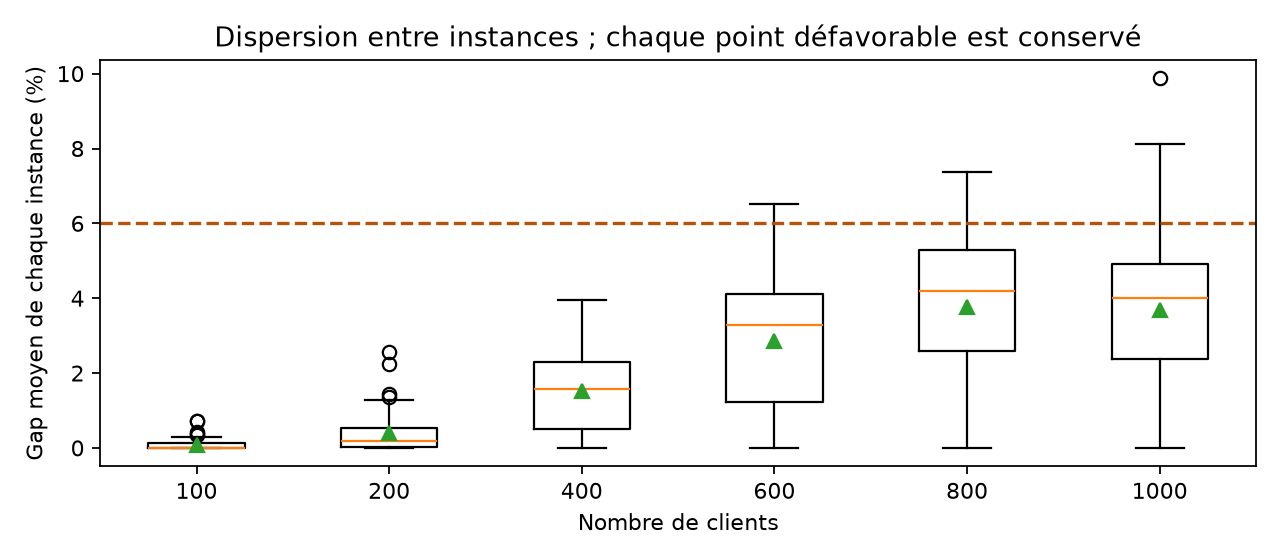 Dispersion entre instances ; chaque point défavorable est conservé
Gap moyen de chaque instance (%)
10
8
6
4
2
0
100 200 400 600 800 1000
Nombre de clients